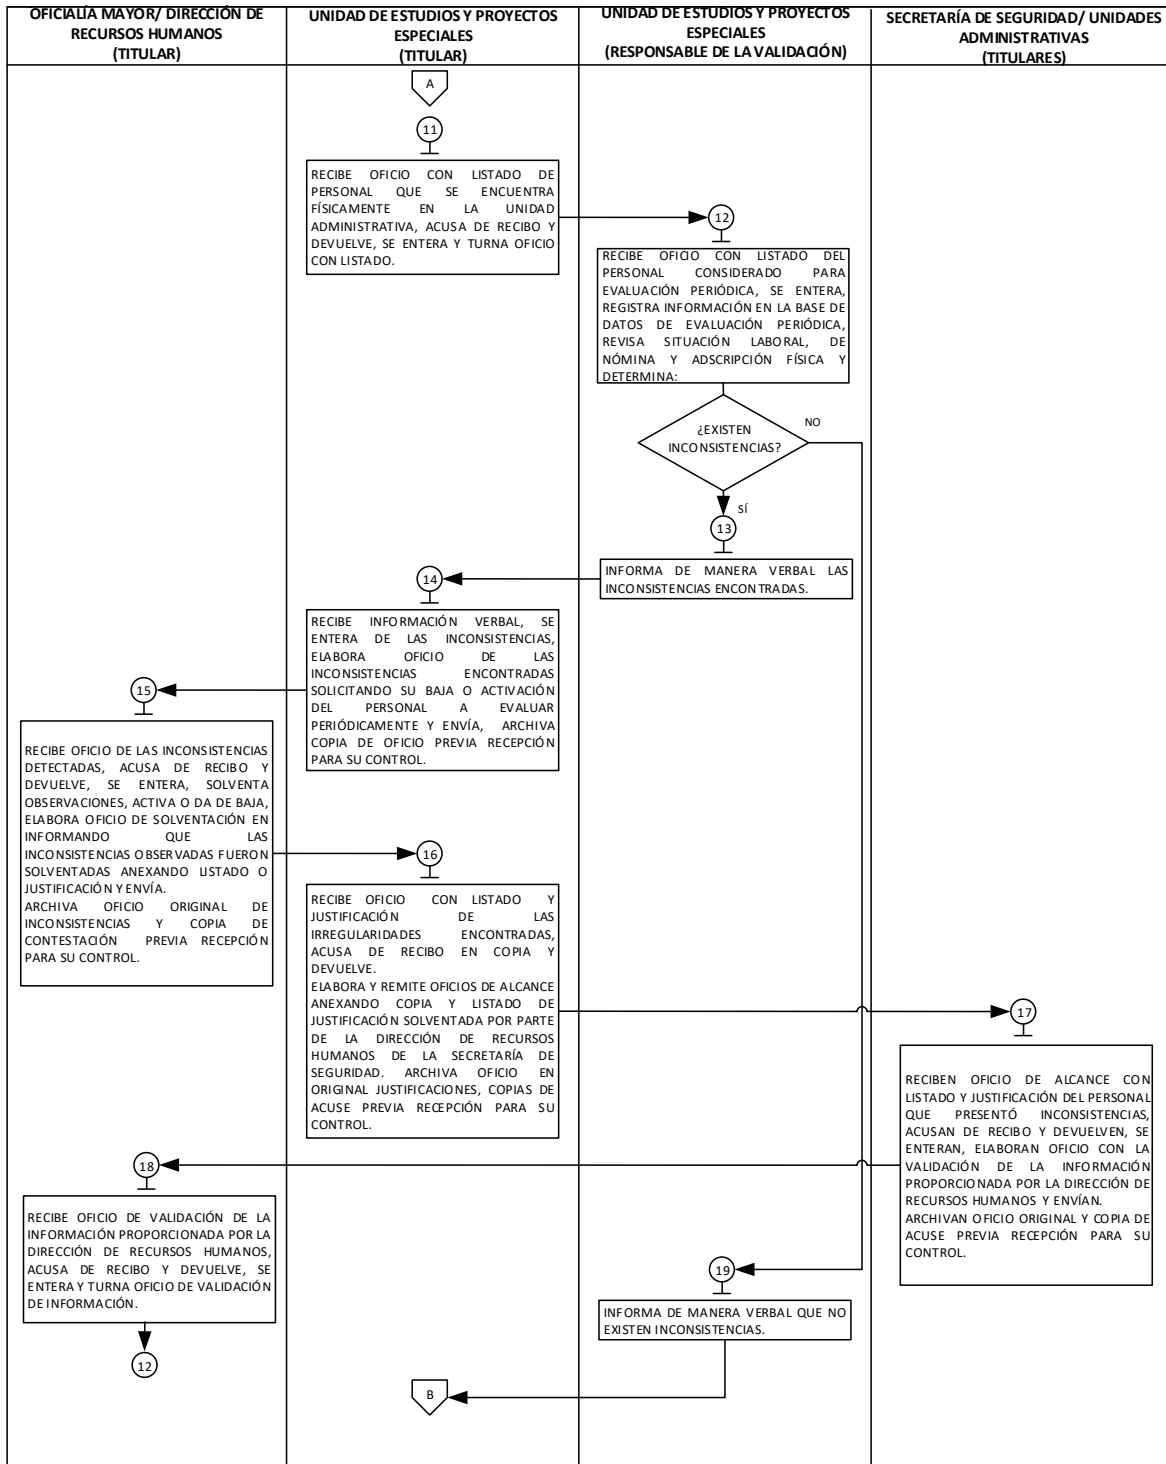 OFICIALÍA MAYOR/ DIRECCIÓN DE
RECURSOS HUMANOS
(TITULAR)
UNIDAD DE ESTUDIOS Y PROYECTOS
ESPECIALES
(TITULAR)
UNIDAD DE ESTUDIOS Y PROYECTOS
ESPECIALES
(RESPONSABLE DE LA VALIDACIÓN)
SECRETARÍA DE SEGURIDAD/ UNIDADES
ADMINISTRATIVAS
(TITULARES)
A
11
RECIBE OFICIO CON LISTADO DE
PERSONAL QUE SE ENCUENTRA
FÍSICAMENTE EN LA UNIDAD
ADMINISTRATIVA, ACUSA DE RECIBO Y
DEVUELVE, SE ENTERA Y TURNA OFICIO
CON LISTADO.
12
RECIBE OFICIO CON LISTADO DEL
PERSONAL CONSIDERADO PARA
EVALUACIÓN PERIÓDICA, SE ENTERA,
REGISTRA INFORMACIÓN EN LA BASE DE
DATOS DE EVALUACIÓN PERIÓDICA,
REVISA SITUACIÓN LABORAL, DE
NÓMINA Y ADSCRIPCIÓN FÍSICA Y
DETERMINA:
¿EXISTEN
INCONSISTENCIAS?
NO
SÍ
13
INFORMA DE MANERA VERBAL LAS
INCONSISTENCIAS ENCONTRADAS.
14
RECIBE INFORMACIÓN VERBAL, SE
ENTERA DE LAS INCONSISTENCIAS,
ELABORA OFICIO DE LAS
INCONSISTENCIAS ENCONTRADAS
SOLICITANDO SU BAJA O ACTIVACIÓN
DEL PERSONAL A EVALUAR
PERIÓDICAMENTE Y ENVÍA, ARCHIVA
COPIA DE OFICIO PREVIA RECEPCIÓN
PARA SU CONTROL.
15
RECIBE OFICIO DE LAS INCONSISTENCIAS
DETECTADAS, ACUSA DE RECIBO Y
DEVUELVE, SE ENTERA, SOLVENTA
OBSERVACIONES, ACTIVA O DA DE BAJA,
ELABORA OFICIO DE SOLVENTACIÓN EN
INFORMANDO QUE LAS
INCONSISTENCIAS OBSERVADAS FUERON
SOLVENTADAS ANEXANDO LISTADO O
JUSTIFICACIÓN Y ENVÍA.
ARCHIVA OFICIO ORIGINAL DE
INCONSISTENCIAS Y COPIA DE
CONTESTACIÓN PREVIA RECEPCIÓN
PARA SU CONTROL.
16
RECIBE OFICIO CON LISTADO Y
JUSTIFICACIÓN DE LAS
IRREGULARIDADES ENCONTRADAS,
ACUSA DE RECIBO EN COPIA Y
DEVUELVE.
ELABORA Y REMITE OFICIOS DE ALCANCE
ANEXANDO COPIA Y LISTADO DE
JUSTIFICACIÓN SOLVENTADA POR PARTE
DE LA DIRECCIÓN DE RECURSOS
HUMANOS DE LA SECRETARÍA DE
SEGURIDAD. ARCHIVA OFICIO EN
ORIGINAL JUSTIFICACIONES, COPIAS DE
ACUSE PREVIA RECEPCIÓN PARA SU
CONTROL.
17
RECIBEN OFICIO DE ALCANCE CON
LISTADO Y JUSTIFICACIÓN DEL PERSONAL
QUE PRESENTÓ INCONSISTENCIAS,
ACUSAN DE RECIBO Y DEVUELVEN, SE
ENTERAN, ELABORAN OFICIO CON LA
VALIDACIÓN DE LA INFORMACIÓN
PROPORCIONADA POR LA DIRECCIÓN DE
RECURSOS HUMANOS Y ENVÍAN.
ARCHIVAN OFICIO ORIGINAL Y COPIA DE
ACUSE PREVIA RECEPCIÓN PARA SU
CONTROL.
18
RECIBE OFICIO DE VALIDACIÓN DE LA
INFORMACIÓN PROPORCIONADA POR LA
DIRECCIÓN DE RECURSOS HUMANOS,
ACUSA DE RECIBO Y DEVUELVE, SE
ENTERA Y TURNA OFICIO DE VALIDACIÓN
DE INFORMACIÓN.
12
19
INFORMA DE MANERA VERBAL QUE NO
EXISTEN INCONSISTENCIAS.
B